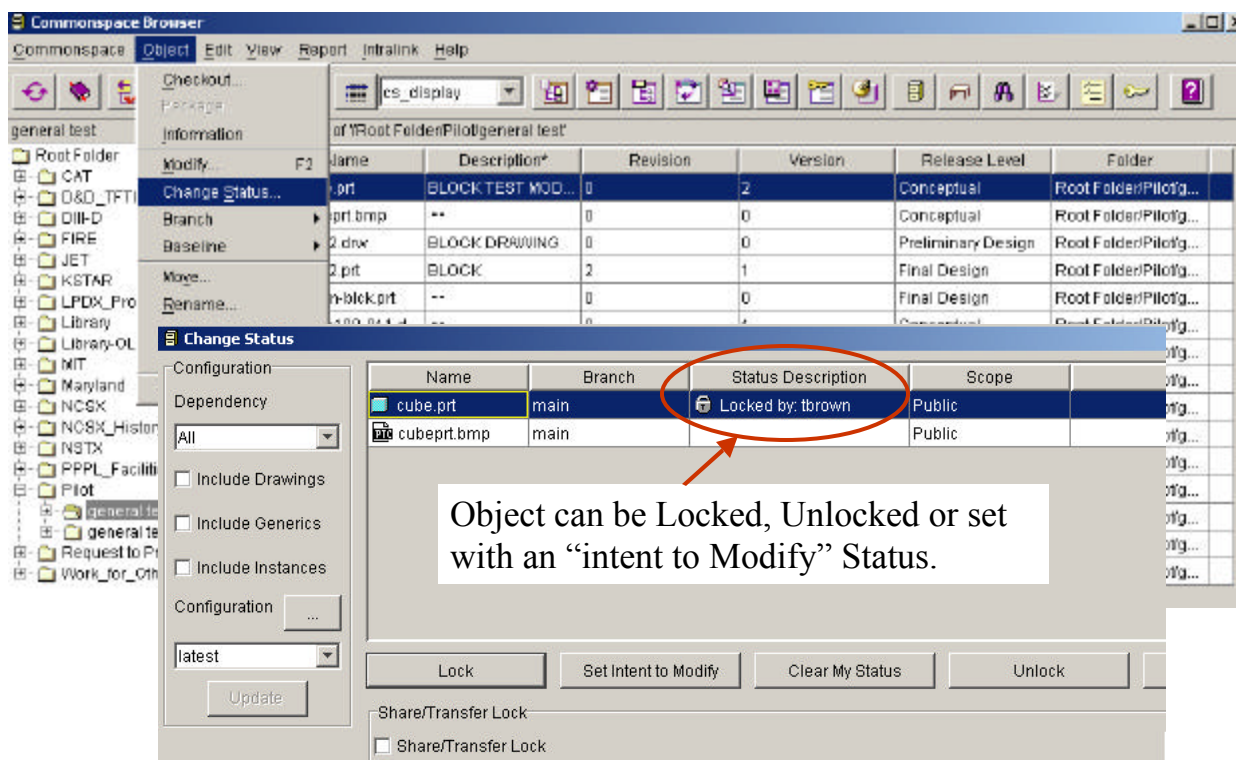 Commonspace Browser
Commonspace Object Edit View Report Intralink Help
Checkout...
cs_display
Package
general test
Information
of 'Root Folder/Pilot/general test'
Root Folder
Modify... F2
Name Description* Revision Version Release Level Folder
CAT
Change Status...
.prt BLOCK TEST MOD... 0 2 Conceptual Root Folder/Pilot/g...
D&D_TFTI
DIII-D
Branch
prt.bmp -- 0 0 Conceptual Root Folder/Pilot/g...
FIRE
Baseline
2.drw BLOCK DRAWING 0 0 Preliminary Design Root Folder/Pilot/g...
JET
KSTAR
Move...
2.prt BLOCK 2 1 Final Design Root Folder/Pilot/g...
LPDX_Pro
Rename...
n-blck.prt -- 0 0 Final Design Root Folder/Pilot/g...
Library
Library-OL
MIT
Maryland
NCSX
NCSX_Histor
NSTX
PPPL_Faciliti
Pilot
general te
general te
Request to Pr
Work_for_Oth
Change Status
Configuration
Name Branch Status Description Scope
Dependency
cube.prt main Locked by: tbrown Public
All
cubeprt.bmp main Public
Include Drawings
Include Generics
Include Instances
Configuration ...
latest
Update
Object can be Locked, Unlocked or set
with an “intent to Modify” Status.
Lock Set Intent to Modify Clear My Status Unlock
Share/Transfer Lock
Share/Transfer Lock